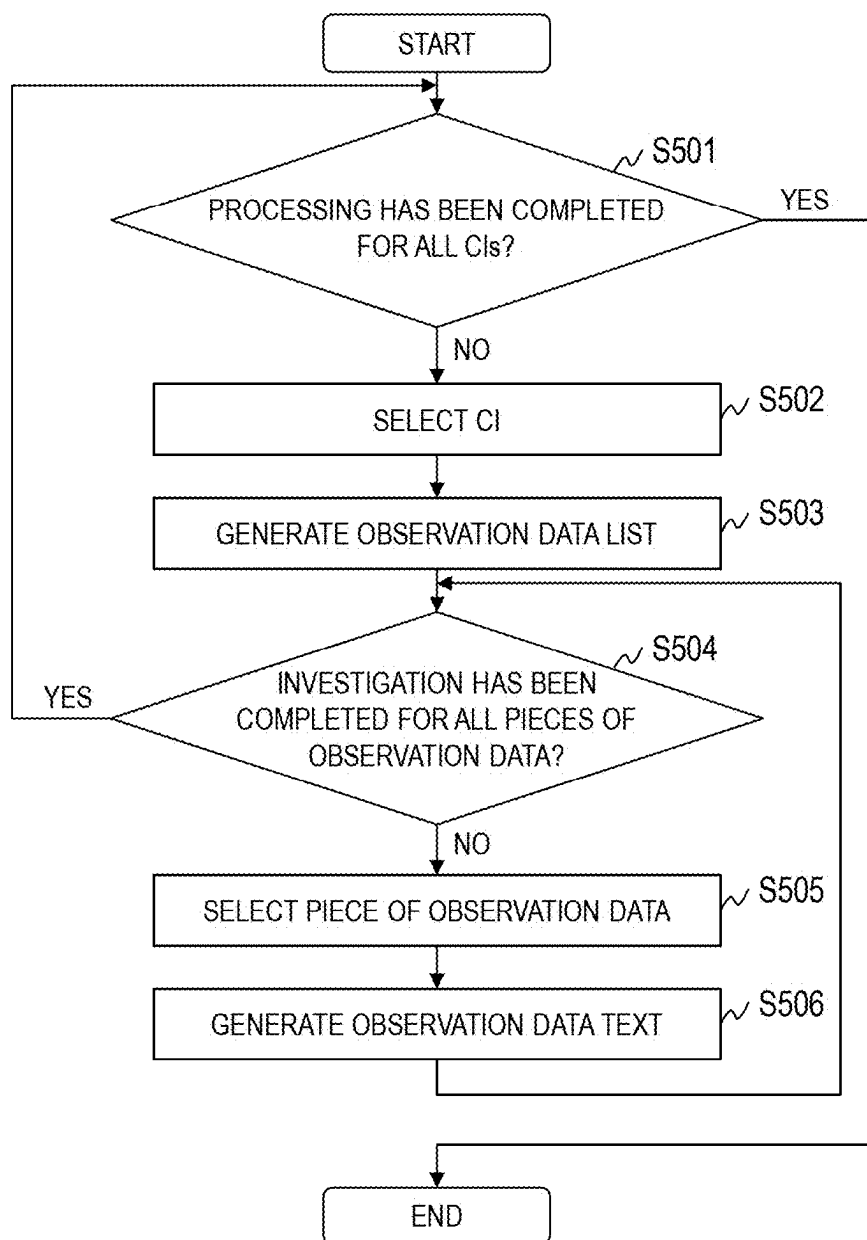 START
S501
PROCESSING HAS BEEN COMPLETED
FOR ALL CIs?
YES
NO
S502
SELECT CI
S503
GENERATE OBSERVATION DATA LIST
S504
YES
INVESTIGATION HAS BEEN
COMPLETED FOR ALL PIECES OF
OBSERVATION DATA?
NO
S505
SELECT PIECE OF OBSERVATION DATA
S506
GENERATE OBSERVATION DATA TEXT
END